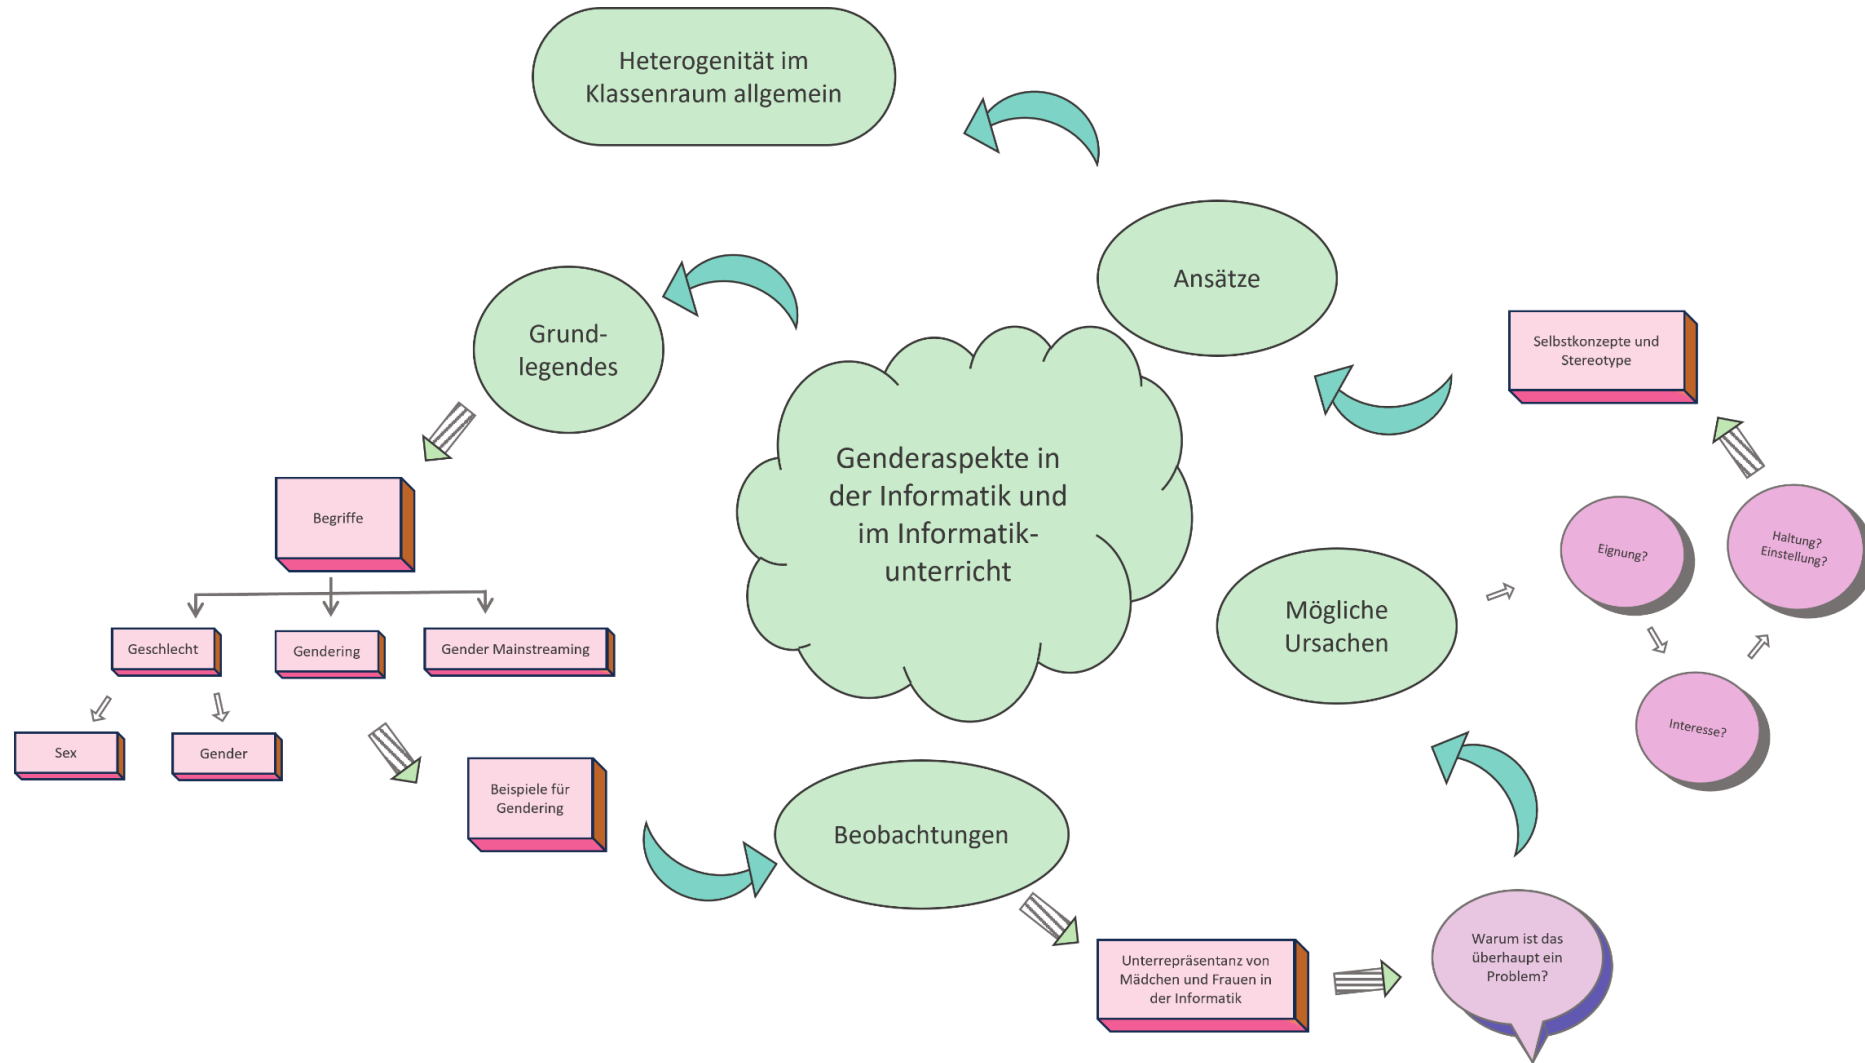 Heterogenität im
Klassenraum allgemein
Ansätze
Grund-
legendes
Selbstkonzepte und
Stereotype
Genderaspekte in
der Informatik und
im Informatik-
unterricht
Begriffe
Eignung?
Haltung?
Einstellung?
Mögliche
Ursachen
Geschlecht
Gendering
Gender Mainstreaming
Interesse?
Sex
Gender
Beispiele für
Gendering
Beobachtungen
Unterrepräsentanz von
Mädchen und Frauen in
der Informatik
Warum ist das
überhaupt ein
Problem?